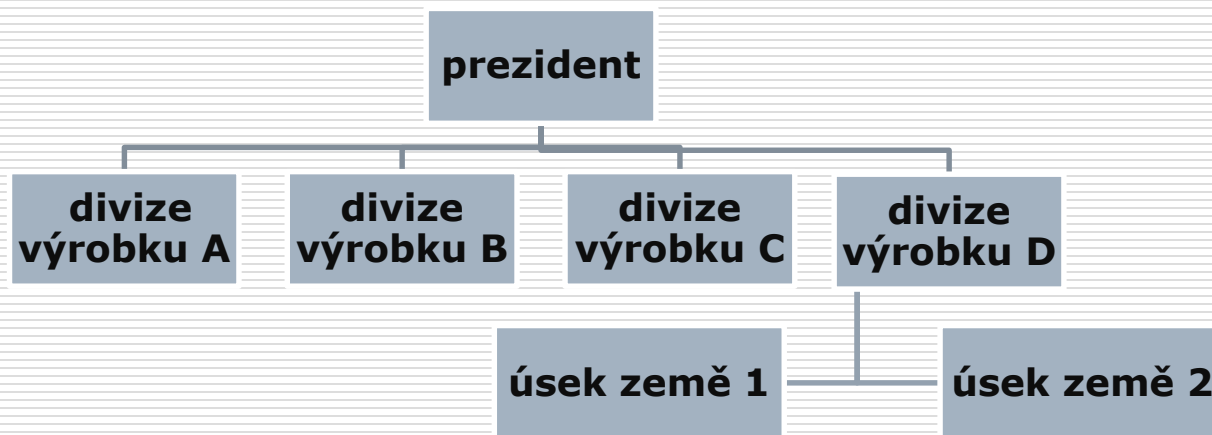 prezident
divize
výrobku A
divize
výrobku B
divize
výrobku C
divize
výrobku D
úsek země 1
úsek země 2